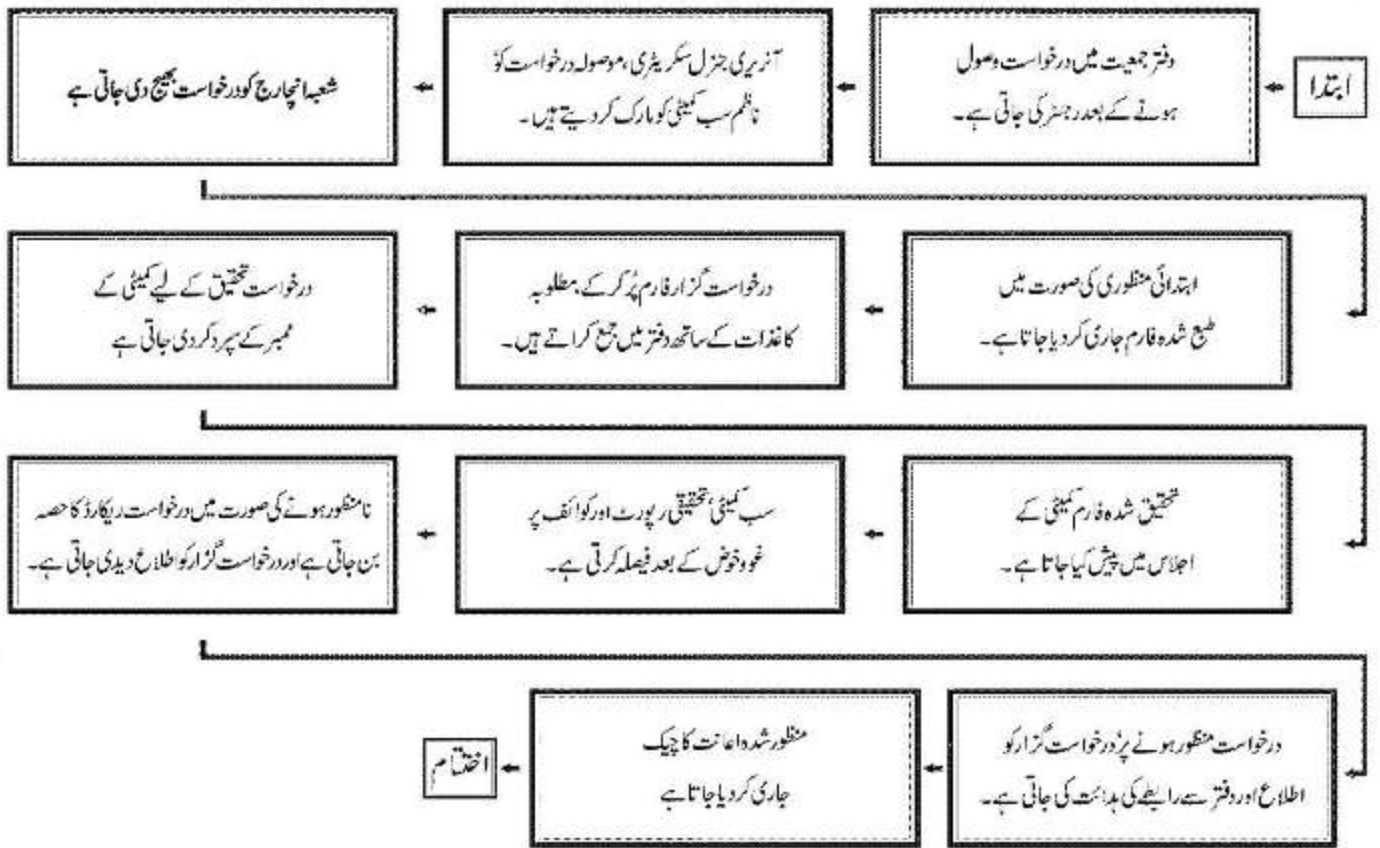 ابتدا
دفتر جمعیت میں درخواست وصول
ہونے کے بعد رجسٹر کی جاتی ہے۔
آنریری جنرل سکریٹری، موصولہ درخواست کو
ناظم سب کمیٹی کو مارک کر دیتے ہیں۔
شعبہ انچارج کو درخواست بھیج دی جاتی ہے
ابتدائی منظوری کی صورت میں
طبع شدہ فارم جاری کر دیا جاتا ہے۔
درخواست گزار فارم پُر کر کے، مطلوبہ
کاغذات کے ساتھ دفتر میں جمع کراتے ہیں۔
درخواست تحقیق کے لیے کمیٹی کے
ممبر کے سپرد کر دی جاتی ہے
تحقیق شدہ فارم کمیٹی کے
اجلاس میں پیش کیا جاتا ہے۔
سب کمیٹی، تحقیقی رپورٹ اور کوائف پر
غور و خوض کے بعد فیصلہ کرتی ہے۔
نامنظور ہونے کی صورت میں درخواست ریکارڈ کا حصہ
بن جاتی ہے اور درخواست گزار کو اطلاع دیدی جاتی ہے۔
درخواست منظور ہونے پر، درخواست گزار کو
اطلاع اور دفتر سے رابطے کی ہدائت کی جاتی ہے۔
منظور شدہ اعانت کا چیک
جاری کر دیا جاتا ہے
اختتام